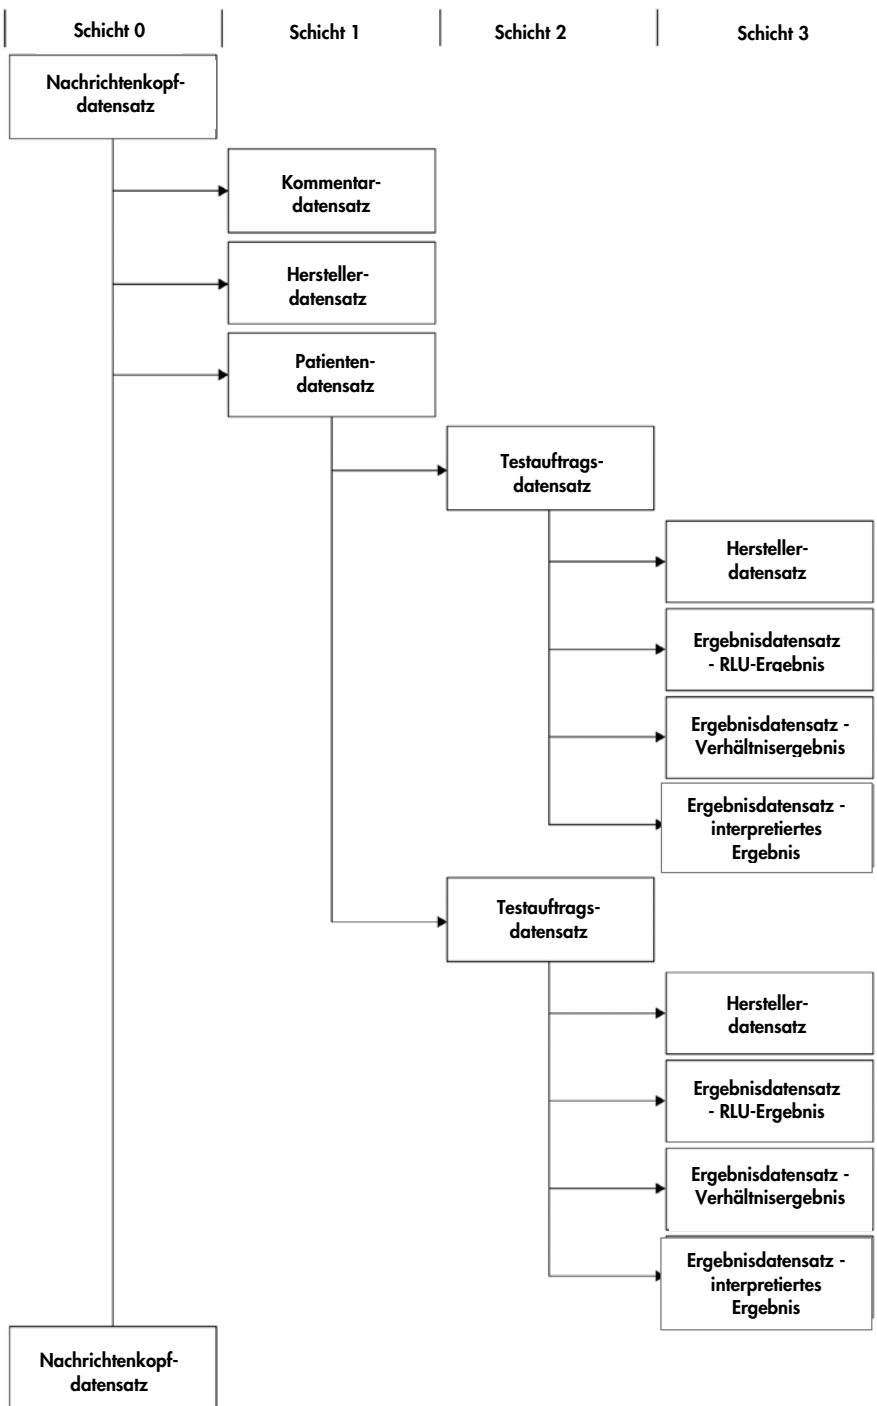 Schicht 0
Schicht 1
Schicht 2
Schicht 3
Nachrichtenkopf-
datensatz
Kommentar-
datensatz
Hersteller-
datensatz
Patienten-
datensatz
Testauftrags-
datensatz
Hersteller-
datensatz
Ergebnisdatensatz
- RLU-Ergebnis
Ergebnisdatensatz -
Verhältnisergebnis
Ergebnisdatensatz -
interpretiertes
Ergebnis
Testauftrags-
datensatz
Hersteller-
datensatz
Ergebnisdatensatz
- RLU-Ergebnis
Ergebnisdatensatz -
Verhältnisergebnis
Ergebnisdatensatz -
interpretiertes
Ergebnis
Nachrichtenkopf-
datensatz